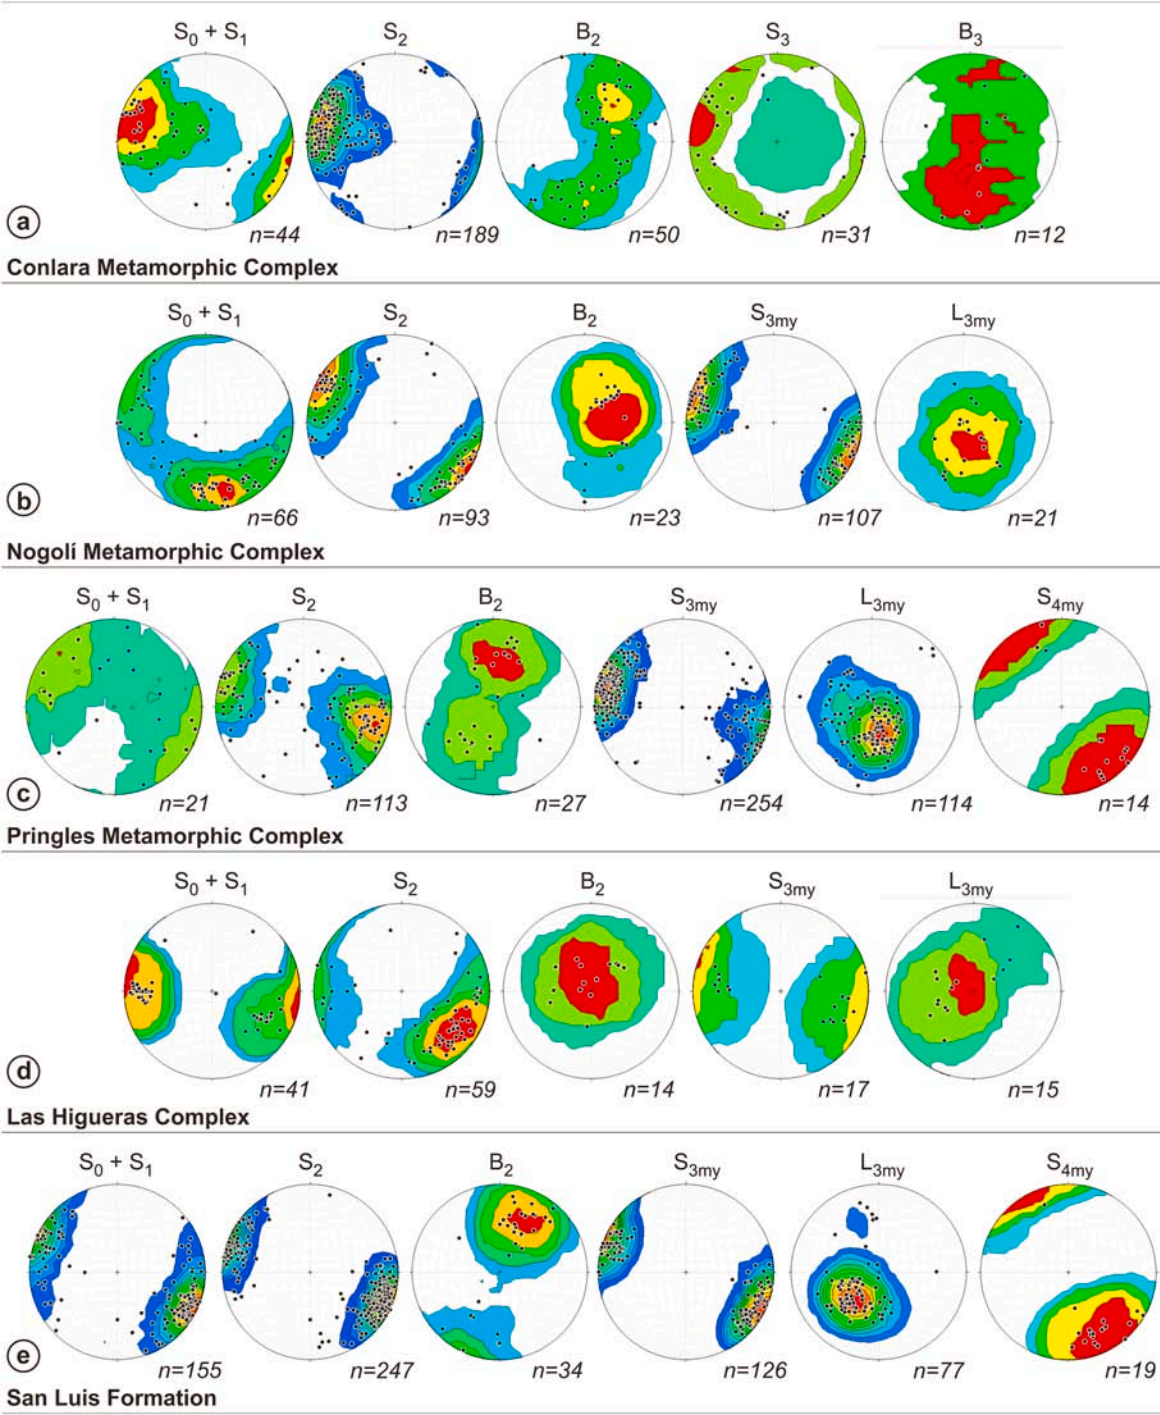 S0 + S1 S2 B2 S3 B3
a n=44 n=189 n=50 n=31 n=12
Conlara Metamorphic Complex
S0 + S1 S2 B2 S3my L3my
b n=66 n=93 n=23 n=107 n=21
Nogolí Metamorphic Complex
S0 + S1 S2 B2 S3my L3my S4my
c n=21 n=113 n=27 n=254 n=114 n=14
Pringles Metamorphic Complex
S0 + S1 S2 B2 S3my L3my
d n=41 n=59 n=14 n=17 n=15
Las Higueras Complex
S0 + S1 S2 B2 S3my L3my S4my
e n=155 n=247 n=34 n=126 n=77 n=19
San Luis Formation